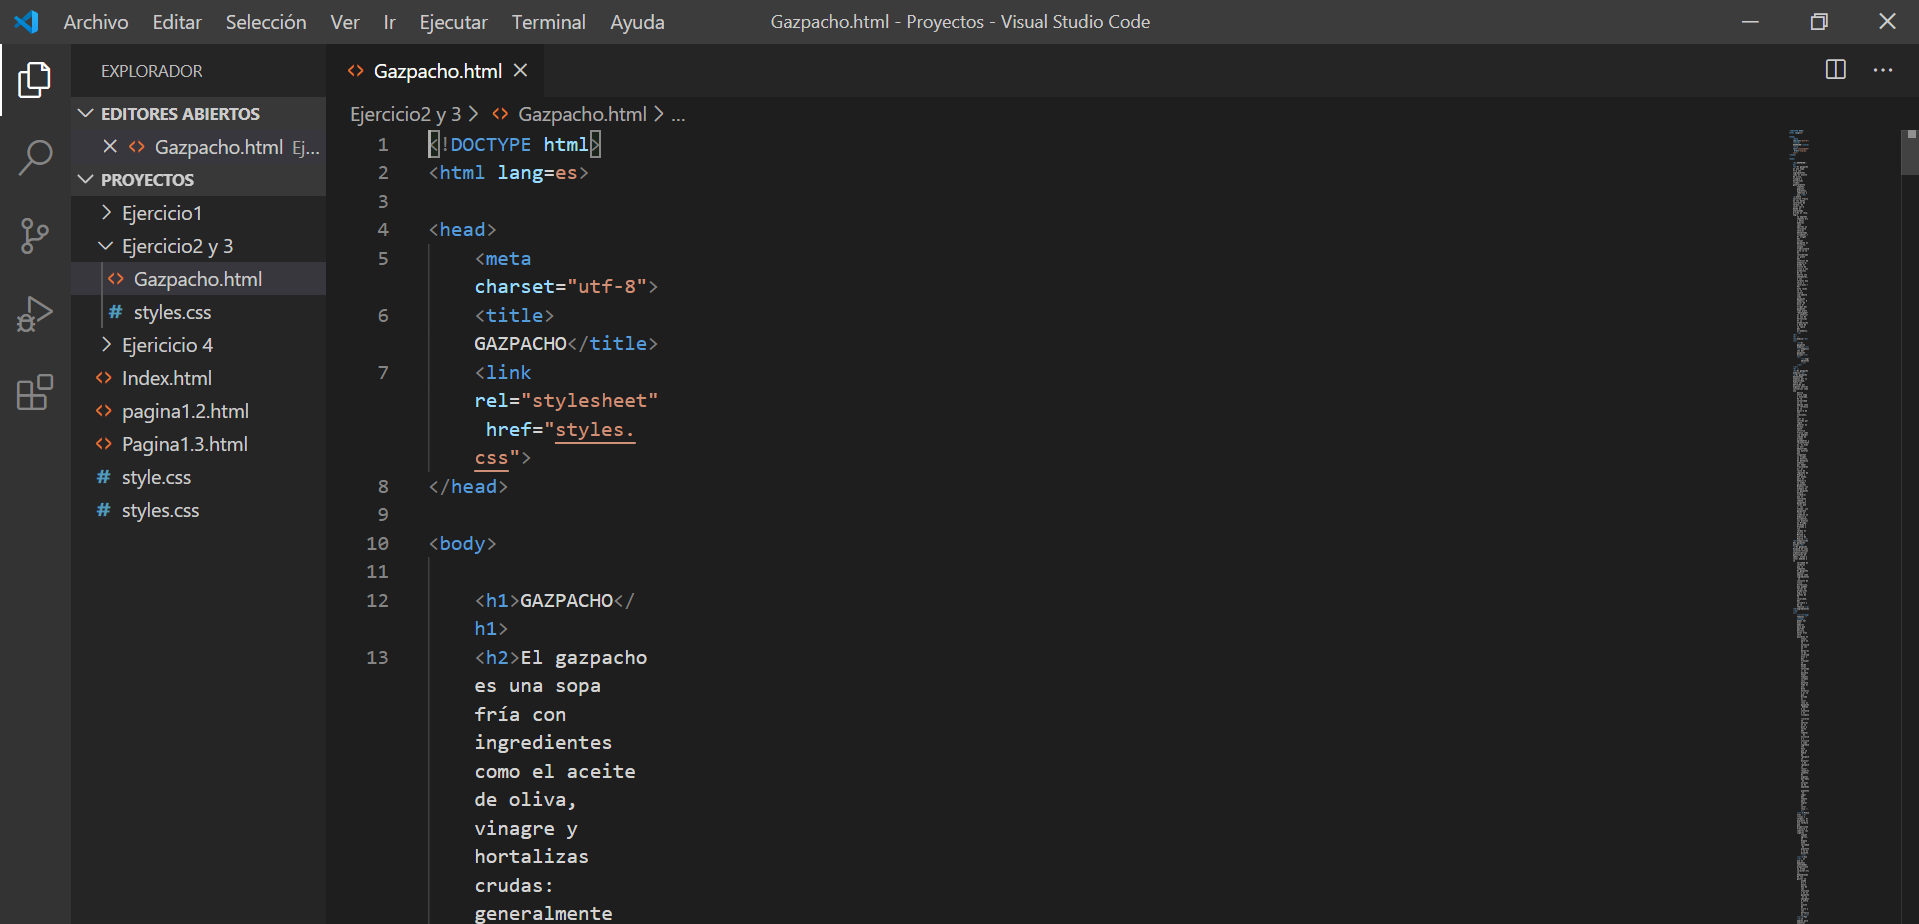 Archivo Editar Selección Ver Ir Ejecutar Terminal Ayuda
Gazpacho.html - Proyectos - Visual Studio Code
EXPLORADOR
EDITORES ABIERTOS
Gazpacho.html Ej...
PROYECTOS
Ejercicio1
Ejercicio2 y 3
Gazpacho.html
styles.css
Ejericicio 4
Index.html
pagina1.2.html
Pagina1.3.html
style.css
styles.css
Gazpacho.html
Ejercicio2 y 3 > Gazpacho.html > ...
1 <!DOCTYPE html>
2 <html lang=es>
3
4 <head>
5 <meta
charset="utf-8">
6 <title>
GAZPACHO</title>
7 <link
rel="stylesheet"
href="styles.
css">
8 </head>
9
10 <body>
11
12 <h1>GAZPACHO</
h1>
13 <h2>El gazpacho
es una sopa
fría con
ingredientes
como el aceite
de oliva,
vinagre y
hortalizas
crudas:
generalmente